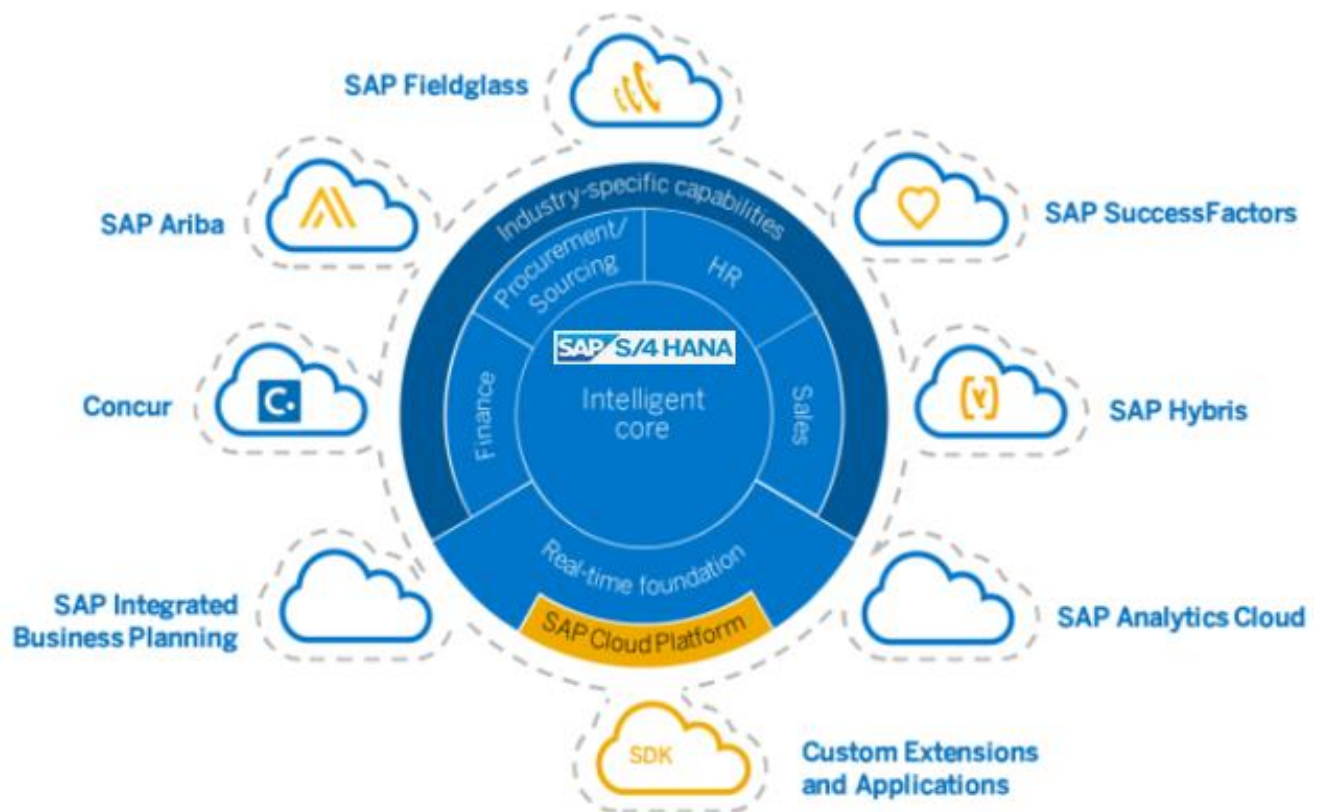 SAP Fieldglass
SAP Ariba
SAP SuccessFactors
Concur
SAP Hybris
SAP Integrated
Business Planning
SAP Analytics Cloud
Custom Extensions
and Applications
Industry-specific capabilities
Procurement/
Sourcing
HR
Finance
Sales
SAP S/4 HANA
Intelligent
core
Real-time foundation
SAP Cloud Platform
C.
SDK